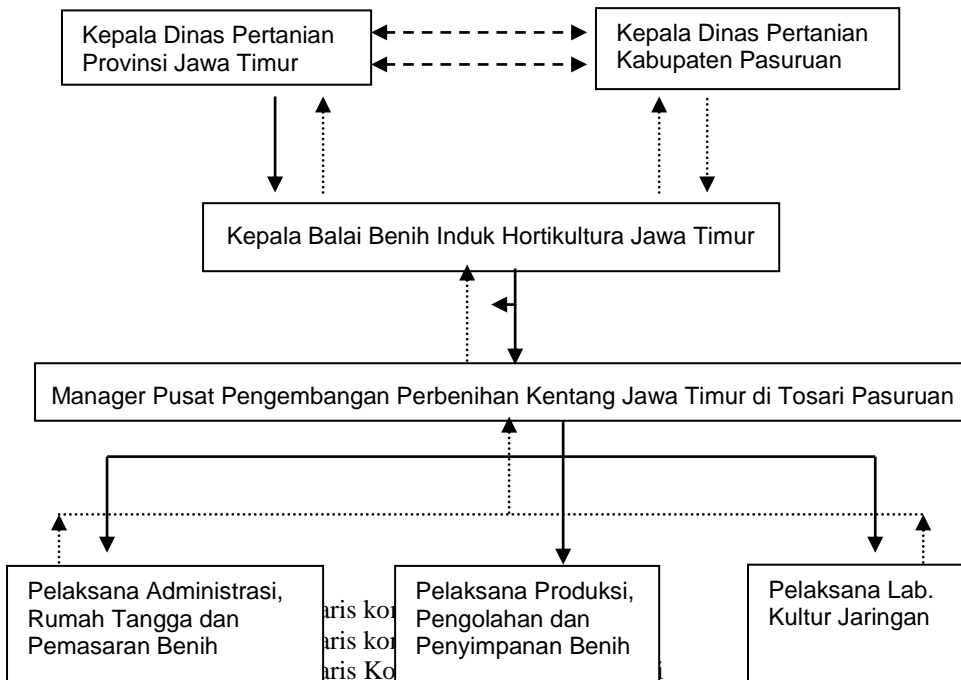 Kepala Dinas Pertanian
Provinsi Jawa Timur
Kepala Dinas Pertanian
Kabupaten Pasuruan
Kepala Balai Benih Induk Hortikultura Jawa Timur
Manager Pusat Pengembangan Perbenihan Kentang Jawa Timur di Tosari Pasuruan
Pelaksana Administrasi,
Rumah Tangga dan
Pemasaran Benih
Pelaksana Produksi,
Pengolahan dan
Penyimpanan Benih
Pelaksana Lab.
Kultur Jaringan